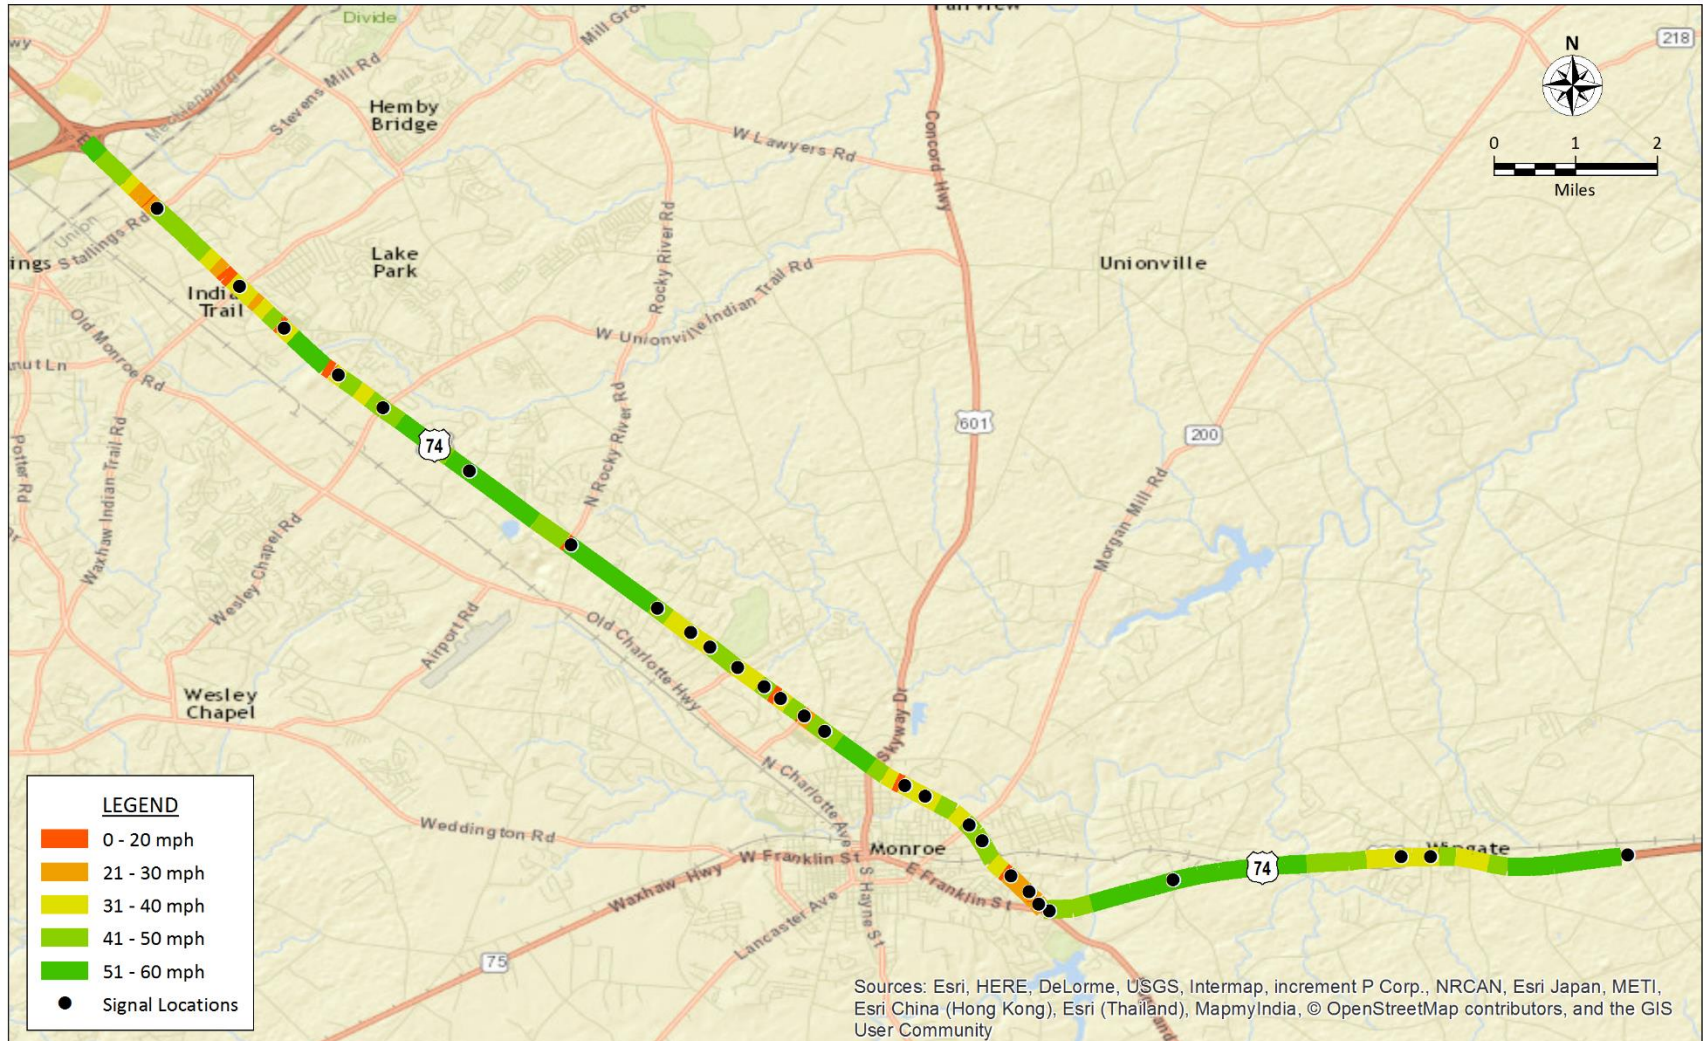 Divide
Mill Gro
Fairview
218
N
0 1 2
Miles
wy
Mecklenburg
Union
Stevens Mill Rd
Hemby
Bridge
W Lawyers Rd
Concord Hwy
Stallings Rd
ings
Lake
Park
Rocky River Rd
Unionville
Indian
Trail
W Unionville Indian Trail Rd
Old Monroe Rd
nut Ln
Potter Rd
Waxhaw Indian Trail Rd
N Rocky River Rd
74
601
200
Morgan Mill Rd
Wesley Chapel Rd
Airport Rd
Old Charlotte Hwy
Wesley
Chapel
Skyway Dr
N Charlotte Ave
Weddington Rd
W Franklin St
Monroe
Wingate
74
Waxhaw Hwy
E Franklin St
S Hayne St
Lancaster Ave
75
LEGEND
0 - 20 mph
21 - 30 mph
31 - 40 mph
41 - 50 mph
51 - 60 mph
Signal Locations
Sources: Esri, HERE, DeLorme, USGS, Intermap, increment P Corp., NRCAN, Esri Japan, METI,
Esri China (Hong Kong), Esri (Thailand), MapmyIndia, © OpenStreetMap contributors, and the GIS
User Community